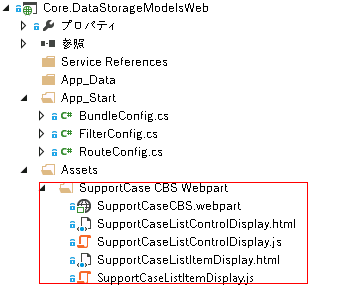 Core.DataStorageModelsWeb
プロパティ
参照
Service References
App_Data
App_Start
C# BundleConfig.cs
C# FilterConfig.cs
C# RouteConfig.cs
Assets
SupportCase CBS Webpart
SupportCaseCBS.webpart
SupportCaseListControlDisplay.html
SupportCaseListControlDisplay.js
SupportCaseListItemDisplay.html
SupportCaseListItemDisplay.js